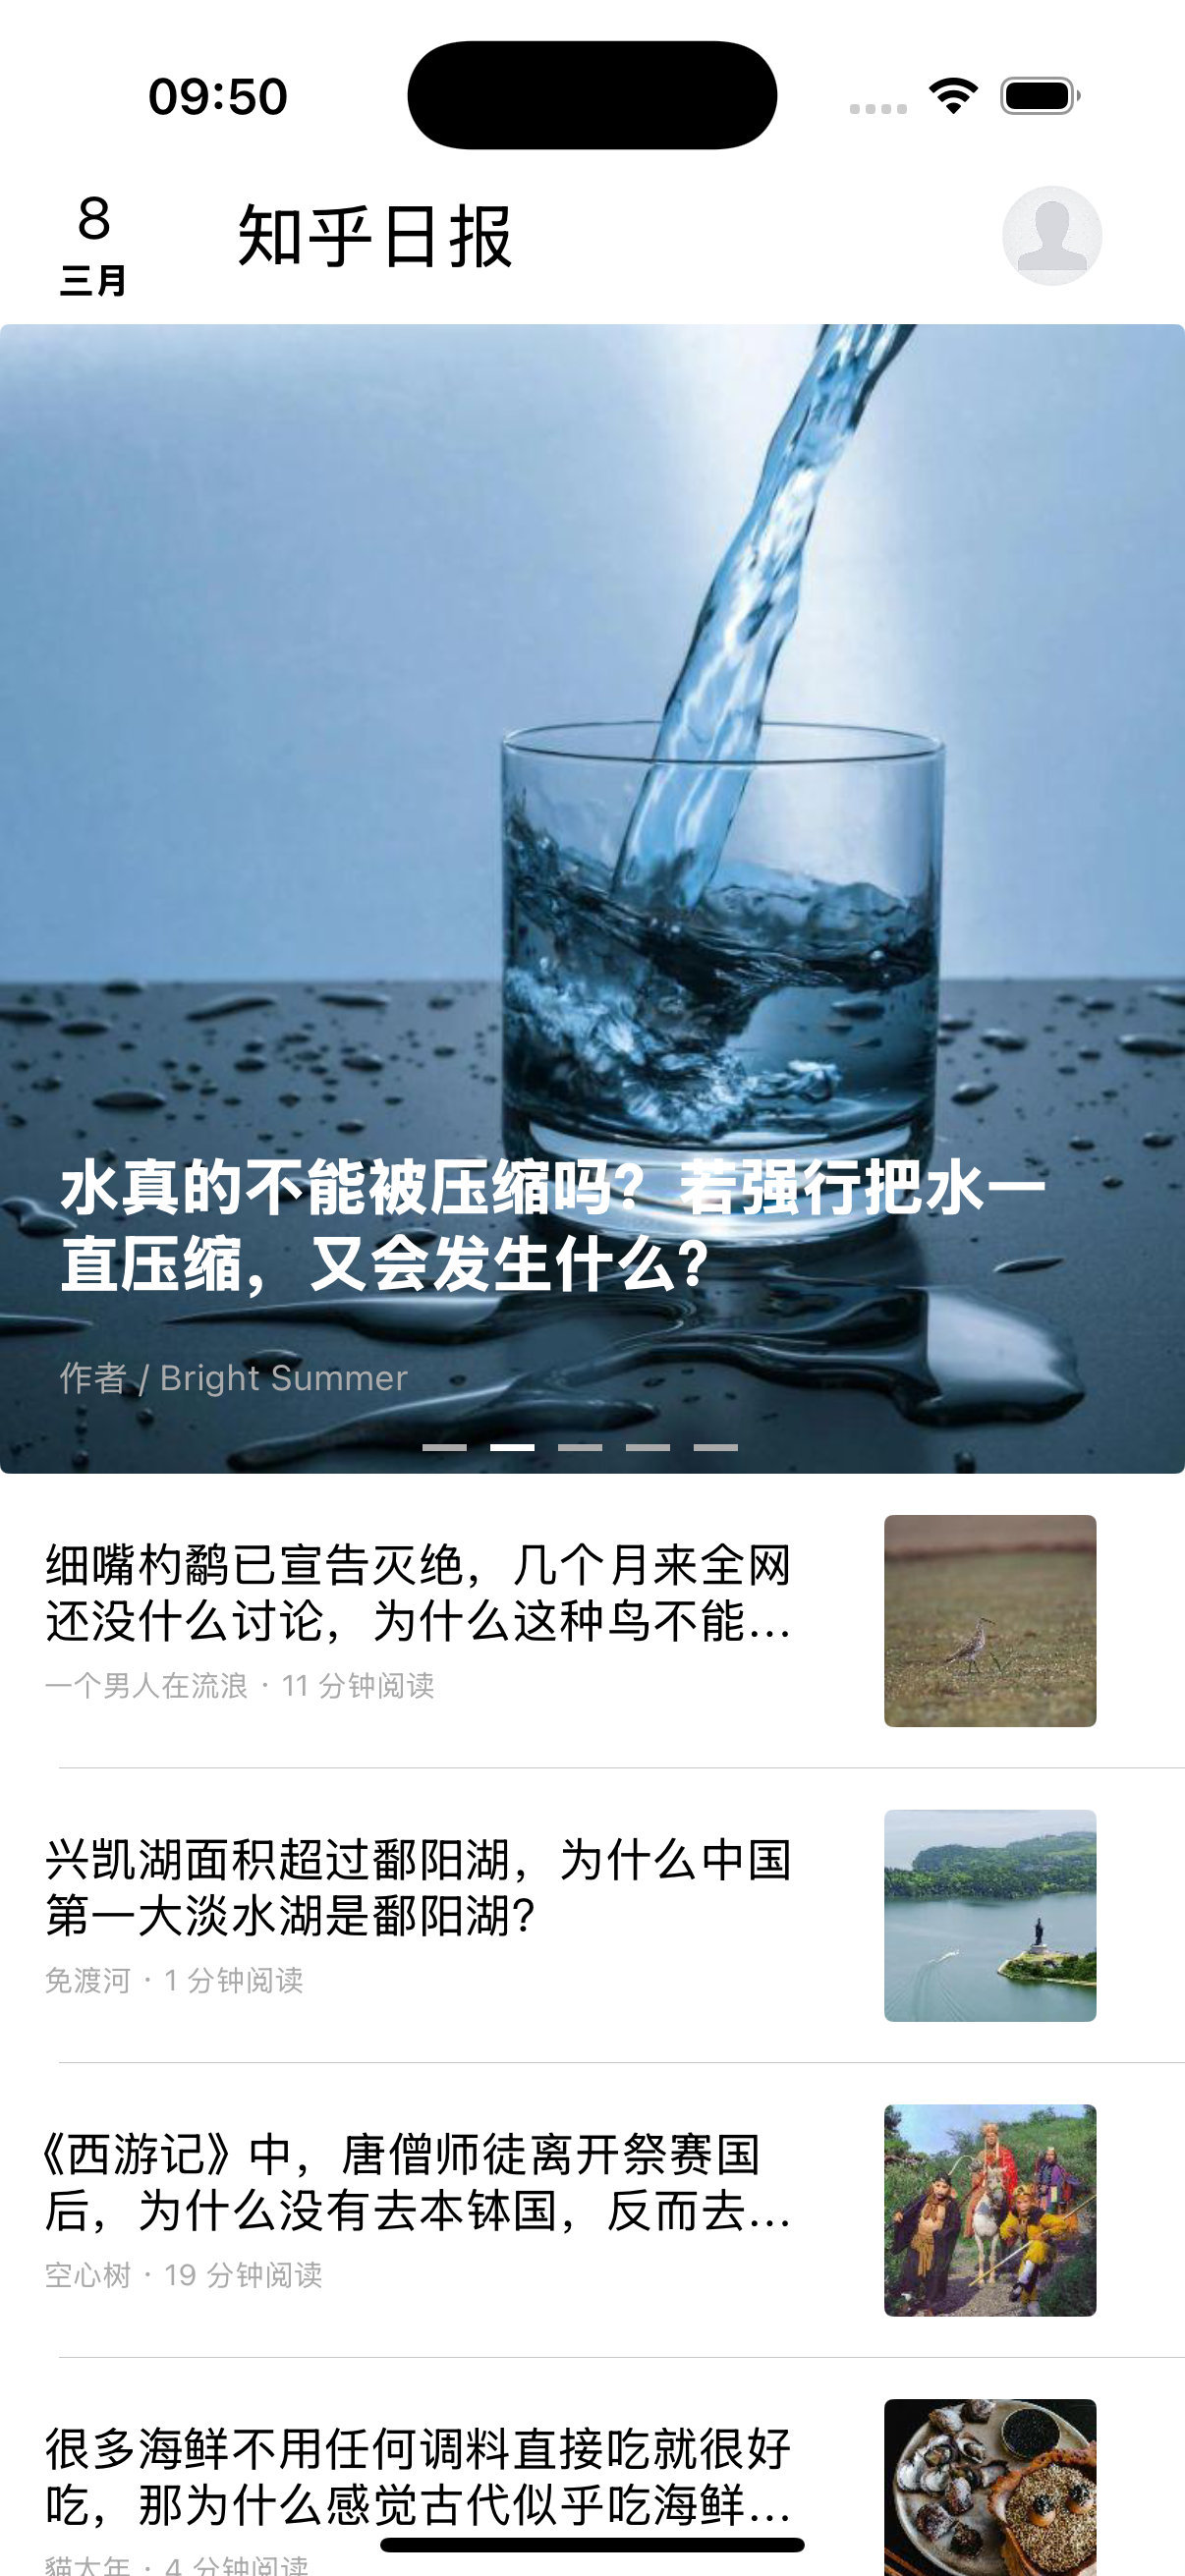 09:50
8
三月
知乎日报
水真的不能被压缩吗？若强行把水一
直压缩，又会发生什么？
作者 / Bright Summer
细嘴杓鹬已宣告灭绝，几个月来全网
还没什么讨论，为什么这种鸟不能...
一个男人在流浪 · 11 分钟阅读
兴凯湖面积超过鄱阳湖，为什么中国
第一大淡水湖是鄱阳湖？
免渡河 · 1 分钟阅读
《西游记》中，唐僧师徒离开祭赛国
后，为什么没有去本钵国，反而去...
空心树 · 19 分钟阅读
很多海鲜不用任何调料直接吃就很好
吃，那为什么感觉古代似乎吃海鲜...
貓大年 · 4 分钟阅读